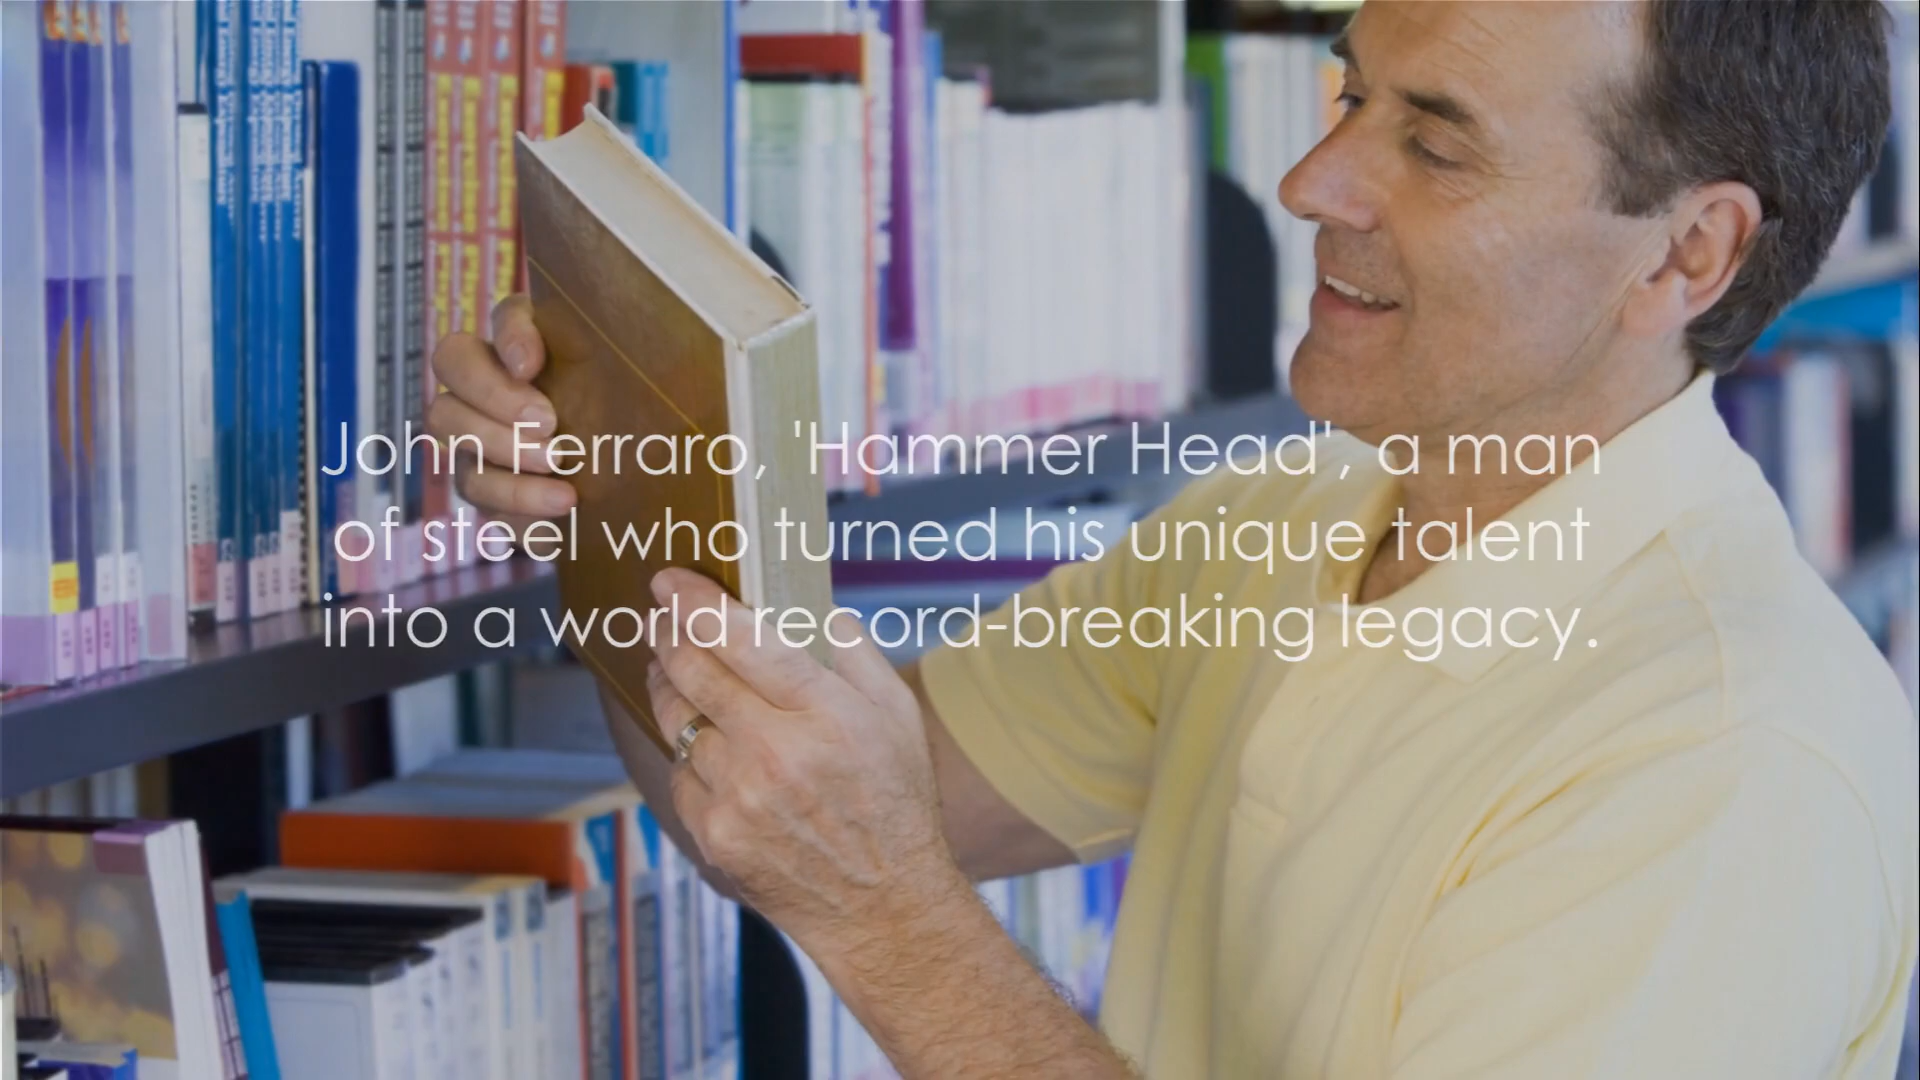 John Ferraro, 'Hammer Head', a man
of steel who turned his unique talent
into a world record-breaking legacy.